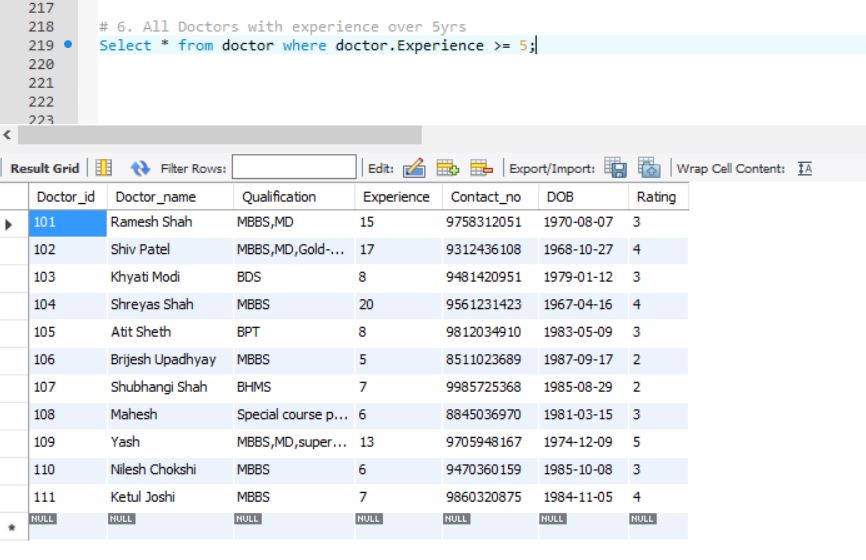 217
218 # 6. All Doctors with experience over 5yrs
219 Select * from doctor where doctor.Experience >= 5;
220
221
222
223
Result Grid Filter Rows: Edit: Export/Import: Wrap Cell Content:
Doctor_id Doctor_name Qualification Experience Contact_no DOB Rating
101 Ramesh Shah MBBS,MD 15 9758312051 1970-08-07 3
102 Shiv Patel MBBS,MD,Gold-... 17 9312436108 1968-10-27 4
103 Khyati Modi BDS 8 9481420951 1979-01-12 3
104 Shreyas Shah MBBS 20 9561231423 1967-04-16 4
105 Atit Sheth BPT 8 9812034910 1983-05-09 3
106 Brijesh Upadhyay MBBS 5 8511023689 1987-09-17 2
107 Shubhangi Shah BHMS 7 9985725368 1985-08-29 2
108 Mahesh Special course p... 6 8845036970 1981-03-15 3
109 Yash MBBS,MD,super... 13 9705948167 1974-12-09 5
110 Nilesh Chokshi MBBS 6 9470360159 1985-10-08 3
111 Ketul Joshi MBBS 7 9860320875 1984-11-05 4
* NULL NULL NULL NULL NULL NULL NULL